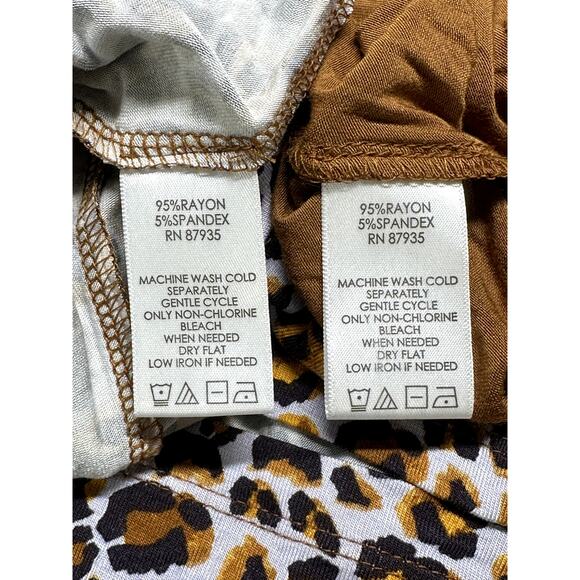 95%RAYON
5%SPANDEX
RN 87935
MACHINE WASH COLD
SEPARATELY
GENTLE CYCLE
ONLY NON-CHLORINE
BLEACH
WHEN NEEDED
DRY FLAT
LOW IRON IF NEEDED
95%RAYON
5%SPANDEX
RN 87935
MACHINE WASH COLD
SEPARATELY
GENTLE CYCLE
ONLY NON-CHLORINE
BLEACH
WHEN NEEDED
DRY FLAT
LOW IRON IF NEEDED